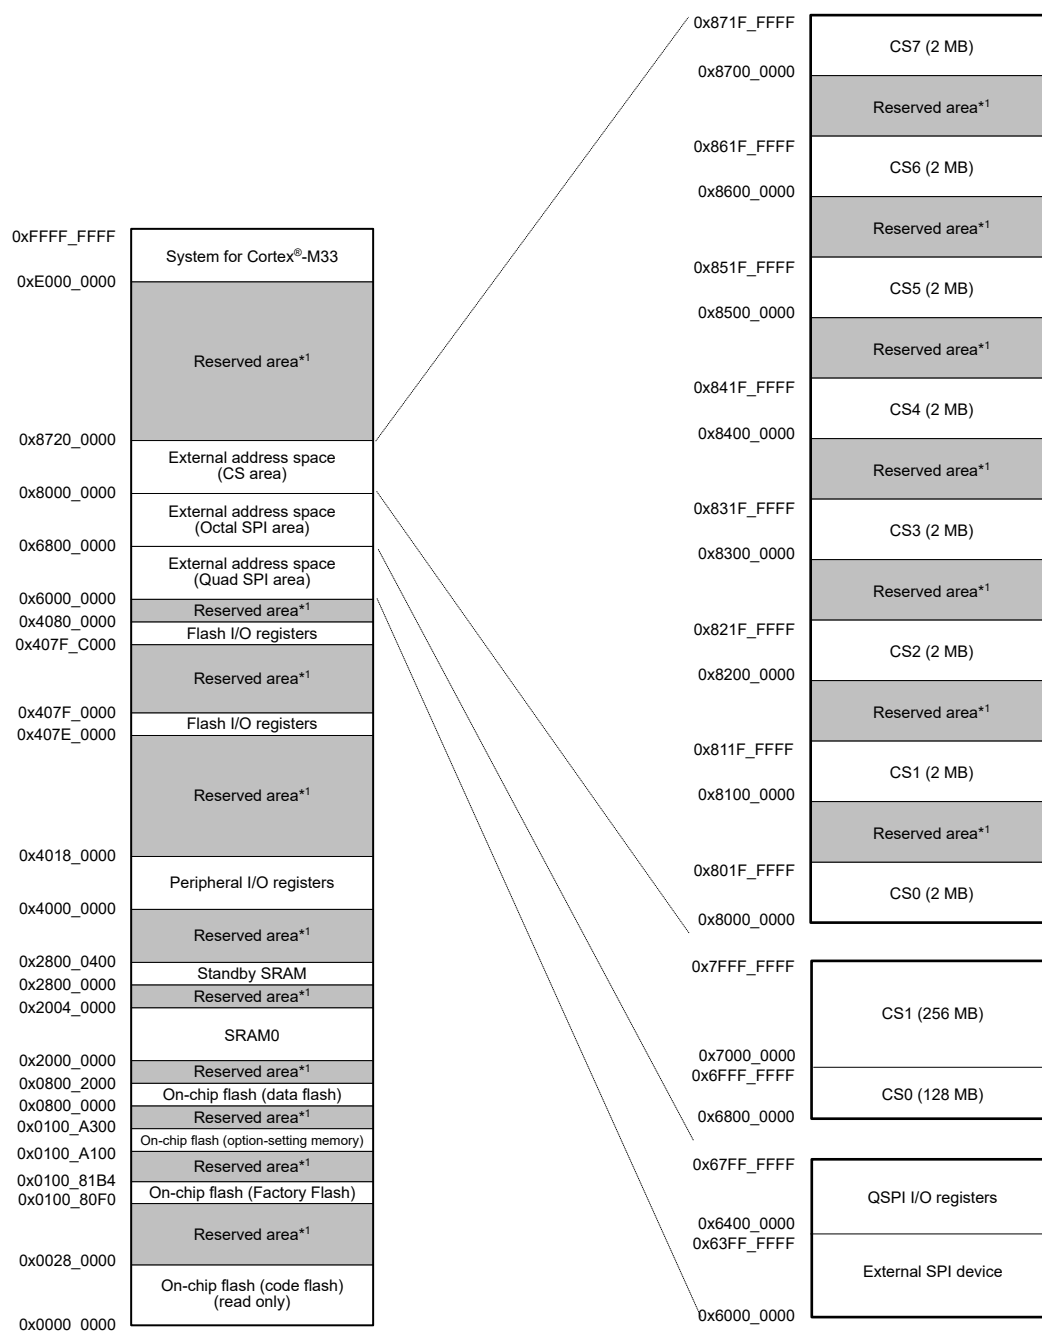 0xFFFF_FFFF
System for Cortex®-M33
0xE000_0000
Reserved area*1
0x8720_0000
External address space
(CS area)
0x8000_0000
External address space
(Octal SPI area)
0x6800_0000
External address space
(Quad SPI area)
0x6000_0000
Reserved area*1
0x4080_0000
Flash I/O registers
0x407F_C000
Reserved area*1
0x407F_0000
Flash I/O registers
0x407E_0000
Reserved area*1
0x4018_0000
Peripheral I/O registers
0x4000_0000
Reserved area*1
0x2800_0400
Standby SRAM
0x2800_0000
Reserved area*1
0x2004_0000
SRAM0
0x2000_0000
Reserved area*1
0x0800_2000
On-chip flash (data flash)
0x0800_0000
Reserved area*1
0x0100_A300
On-chip flash (option-setting memory)
0x0100_A100
Reserved area*1
0x0100_81B4
On-chip flash (Factory Flash)
0x0100_80F0
Reserved area*1
0x0028_0000
On-chip flash (code flash)
(read only)
0x0000_0000
0x871F_FFFF
CS7 (2 MB)
0x8700_0000
Reserved area*1
0x861F_FFFF
CS6 (2 MB)
0x8600_0000
Reserved area*1
0x851F_FFFF
CS5 (2 MB)
0x8500_0000
Reserved area*1
0x841F_FFFF
CS4 (2 MB)
0x8400_0000
Reserved area*1
0x831F_FFFF
CS3 (2 MB)
0x8300_0000
Reserved area*1
0x821F_FFFF
CS2 (2 MB)
0x8200_0000
Reserved area*1
0x811F_FFFF
CS1 (2 MB)
0x8100_0000
Reserved area*1
0x801F_FFFF
CS0 (2 MB)
0x8000_0000
0x7FFF_FFFF
CS1 (256 MB)
0x7000_0000
0x6FFF_FFFF
CS0 (128 MB)
0x6800_0000
0x67FF_FFFF
QSPI I/O registers
0x6400_0000
0x63FF_FFFF
External SPI device
0x6000_0000